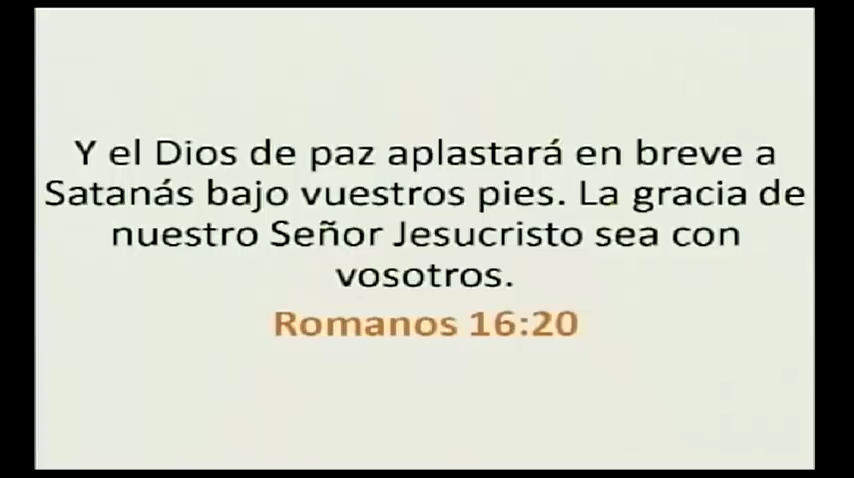 Y el Dios de paz aplastará en breve a
Satanás bajo vuestros pies. La gracia de
nuestro Señor Jesucristo sea con
vosotros.
Romanos 16:20